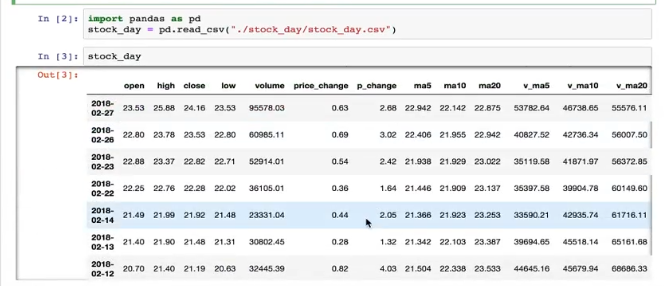 In [2]: import pandas as pd
stock_day = pd.read_csv("./stock_day/stock_day.csv")
In [3]: stock_day
Out[3]:
open high close low volume price_change p_change ma5 ma10 ma20 v_ma5 v_ma10 v_ma20
2018-02-27 23.53 25.88 24.16 23.53 95578.03 0.63 2.68 22.942 22.142 22.875 53782.64 46738.65 55576.11
2018-02-26 22.80 23.78 23.53 22.80 60985.11 0.69 3.02 22.406 21.955 22.942 40827.52 42736.34 56007.50
2018-02-23 22.88 23.37 22.82 22.71 52914.01 0.54 2.42 21.938 21.929 23.022 35119.58 41871.97 56372.85
2018-02-22 22.25 22.76 22.28 22.02 36105.01 0.36 1.64 21.446 21.909 23.137 35397.58 39904.78 60149.60
2018-02-14 21.49 21.99 21.92 21.48 23331.04 0.44 2.05 21.366 21.923 23.253 33590.21 42935.74 61716.11
2018-02-13 21.40 21.90 21.48 21.31 30802.45 0.28 1.32 21.342 22.103 23.387 39694.65 45518.14 65161.68
2018-02-12 20.70 21.40 21.19 20.63 32445.39 0.82 4.03 21.504 22.338 23.533 44645.16 45679.94 68686.33